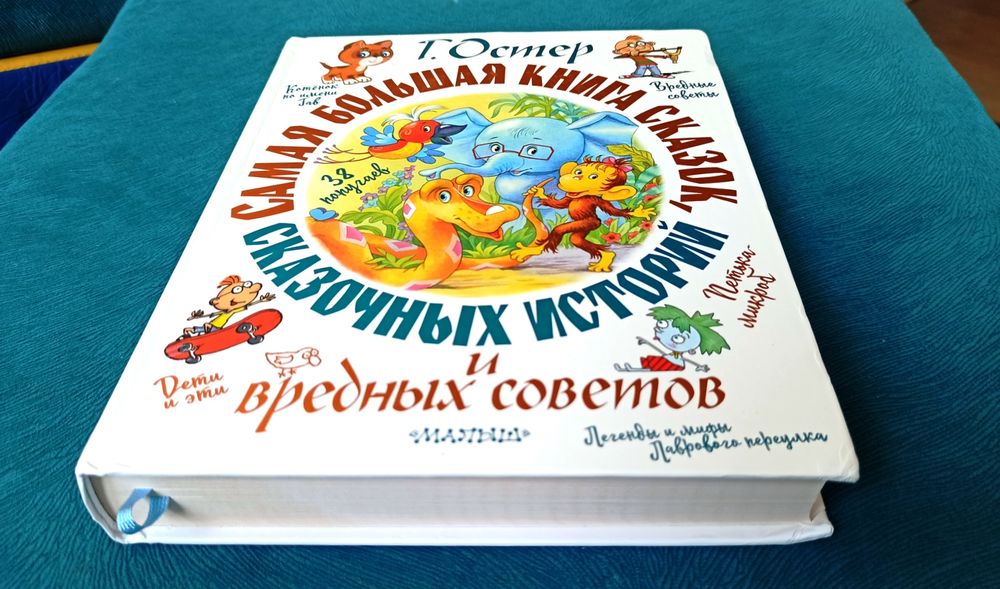 Г. Остер
Котёнок
по имени
Гав
Вредные
советы
Самая большая книга сказок,
сказочных историй
38
попугаев
Петька-
микроб
Дети
и эти
и
вредных советов
«МАЛЫШ»
Легенды и мифы
Лаврового переулка